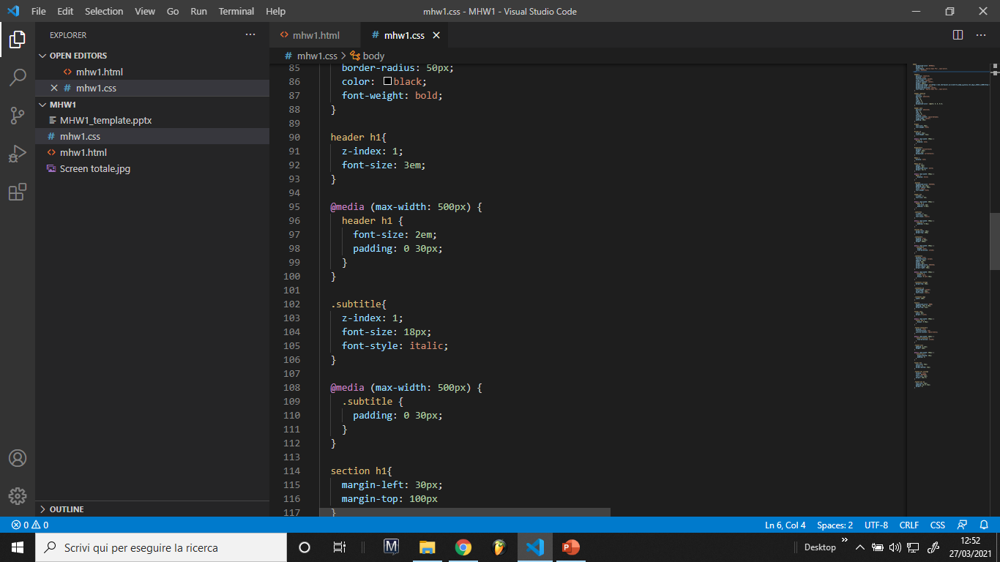 File Edit Selection View Go Run Terminal Help mhw1.css - MHW1 - Visual Studio Code
EXPLORER
OPEN EDITORS
mhw1.html
mhw1.css
MHW1
MHW1_template.pptx
mhw1.css
mhw1.html
Screen totale.jpg
OUTLINE
mhw1.html mhw1.css
mhw1.css > body
85 border-radius: 50px;
86 color: black;
87 font-weight: bold;
88 }
89
90 header h1{
91 z-index: 1;
92 font-size: 3em;
93 }
94
95 @media (max-width: 500px) {
96 header h1 {
97 font-size: 2em;
98 padding: 0 30px;
99 }
100 }
101
102 .subtitle{
103 z-index: 1;
104 font-size: 18px;
105 font-style: italic;
106 }
107
108 @media (max-width: 500px) {
109 .subtitle {
110 padding: 0 30px;
111 }
112 }
113
114 section h1{
115 margin-left: 30px;
116 margin-top: 100px
117 }
0 0 Ln 6, Col 4 Spaces: 2 UTF-8 CRLF CSS
Scrivi qui per eseguire la ricerca
Desktop
12:52
27/03/2021